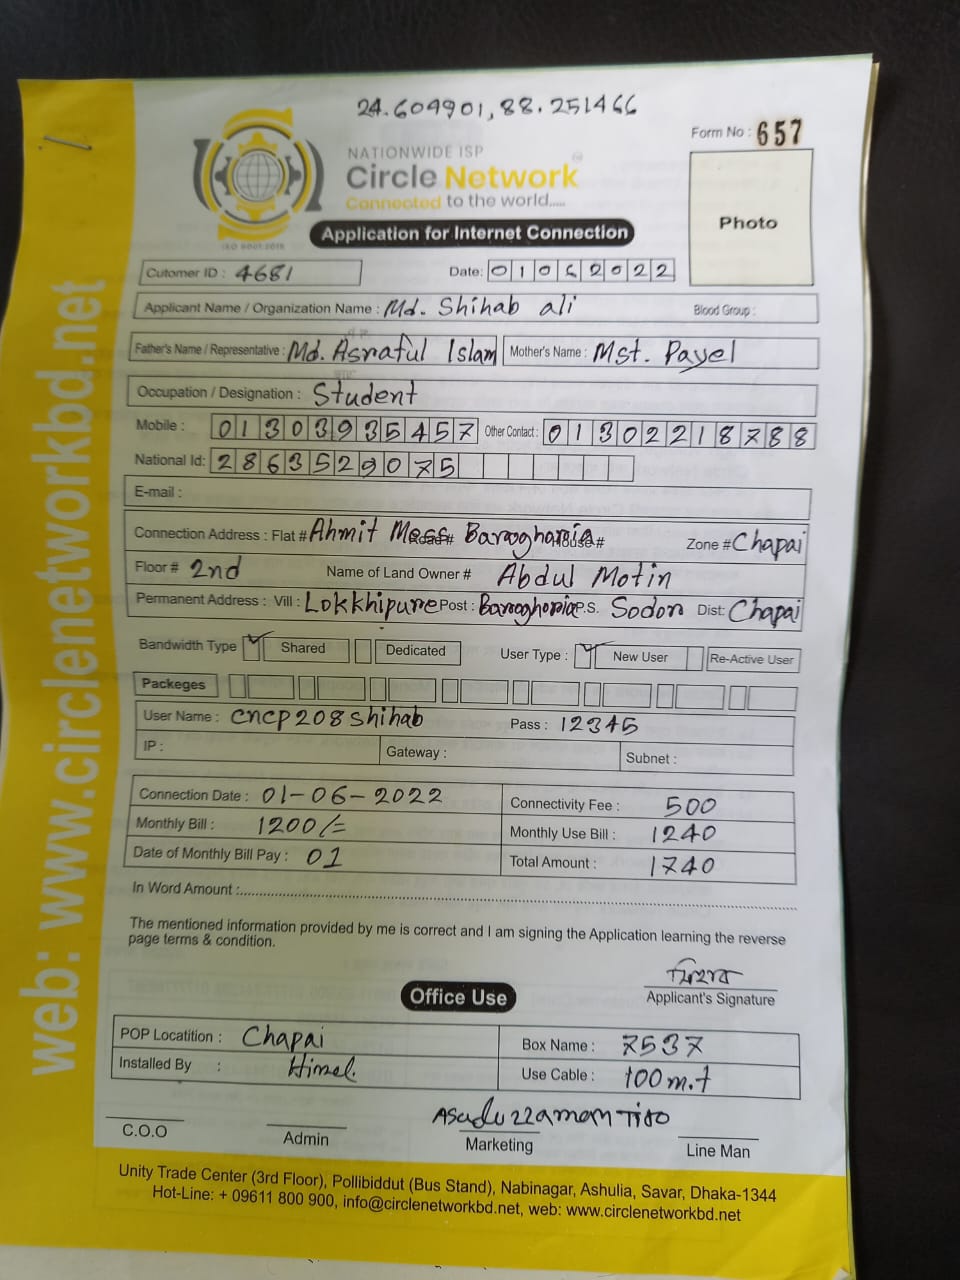 24.609901, 88.251466
Form No : 657
NATIONWIDE ISP
Circle Network
Connected to the world.....
ISO 9001:2015
Photo
Application for Internet Connection
Cutomer ID : 4681 Date: 01062022
Applicant Name / Organization Name : Md. Shihab ali Blood Group :
Father's Name / Representative : Md. Asraful Islam Mother's Name : Mst. Payel
Occupation / Designation : Student
Mobile : 01303935457 Other Contact : 01302218788
National Id: 2863529075
E-mail :
Connection Address : Flat # Ahmit Mess Road# Baroghoria House # Zone # Chapai
Floor # 2nd Name of Land Owner # Abdul Motin
Permanent Address : Vill : Lokkhipure Post : Baroghoria P.S. Sodor Dist: Chapai
Bandwidth Type Shared Dedicated User Type : New User Re-Active User
Packeges
User Name : cncp208shihab Pass : 12345
IP : Gateway : Subnet :
Connection Date : 01-06-2022 Connectivity Fee : 500
Monthly Bill : 1200/= Monthly Use Bill : 1240
Date of Monthly Bill Pay : 01 Total Amount : 1740
In Word Amount :
The mentioned information provided by me is correct and I am signing the Application learning the reverse
page terms & condition.
শিহাব
Applicant's Signature
Office Use
POP Locatition : Chapai Box Name : 7537
Installed By : Himel. Use Cable : 100 m.t
Asaduzzaman Tito
C.O.O Admin Marketing Line Man
Unity Trade Center (3rd Floor), Pollibiddut (Bus Stand), Nabinagar, Ashulia, Savar, Dhaka-1344
Hot-Line: + 09611 800 900, info@circlenetworkbd.net, web: www.circlenetworkbd.net
web: www.circlenetworkbd.net